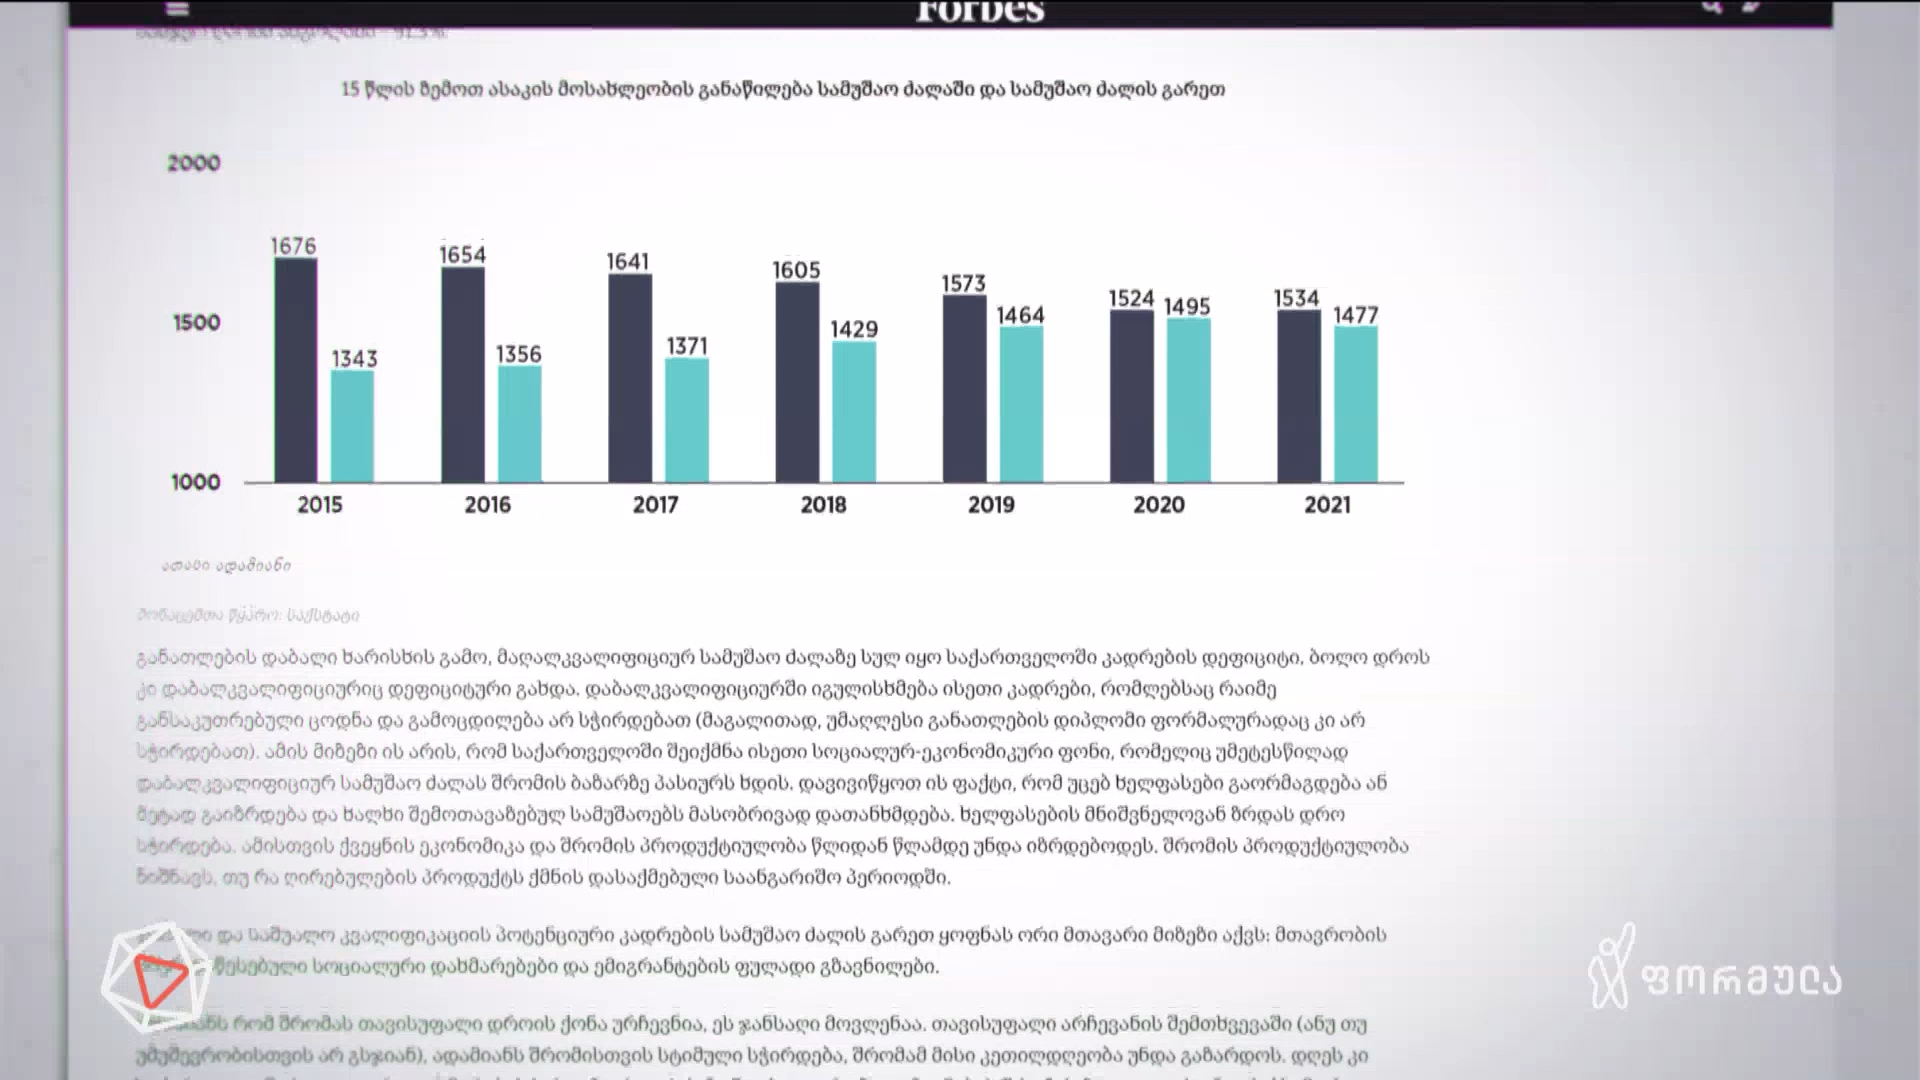 Forbes
15 წლის ზემოთ ასაკის მოსახლეობის განაწილება სამუშაო ძალაში და სამუშაო ძალის გარეთ
2000
1500
1000
1676 1343 1654 1356 1641 1371 1605 1429 1573 1464 1524 1495 1534 1477
2015 2016 2017 2018 2019 2020 2021
ათასი ადამიანი
მონაცემთა წყარო: საქსტატი
განათლების დაბალი ხარისხის გამო, მაღალკვალიფიციურ სამუშაო ძალაზე სულ იყო საქართველოში კადრების დეფიციტი, ბოლო დროს
კი დაბალკვალიფიციურიც დეფიციტური გახდა. დაბალკვალიფიციურში იგულისხმება ისეთი კადრები, რომლებსაც რაიმე
განსაკუთრებული ცოდნა და გამოცდილება არ სჭირდებათ (მაგალითად, უმაღლესი განათლების დიპლომი ფორმალურადაც კი არ
სჭირდებათ). ამის მიზეზი ის არის, რომ საქართველოში შეიქმნა ისეთი სოციალურ-ეკონომიკური ფონი, რომელიც უმეტესწილად
დაბალკვალიფიციურ სამუშაო ძალას შრომის ბაზარზე პასიურს ხდის. დავივიწყოთ ის ფაქტი, რომ უცებ ხელფასები გაორმაგდება ან
მეტად გაიზრდება და ხალხი შემოთავაზებულ სამუშაოებს მასობრივად დათანხმდება. ხელფასების მნიშვნელოვან ზრდას დრო
სჭირდება. ამისთვის ქვეყნის ეკონომიკა და შრომის პროდუქტიულობა წლიდან წლამდე უნდა იზრდებოდეს. შრომის პროდუქტიულობა
ნიშნავს, თუ რა ღირებულების პროდუქტს ქმნის დასაქმებული საანგარიშო პერიოდში.
და საშუალო კვალიფიკაციის პოტენციური კადრების სამუშაო ძალის გარეთ ყოფნას ორი მთავარი მიზეზი აქვს: მთავრობის
წესებული სოციალური დახმარებები და ემიგრანტების ფულადი გზავნილები.
რომ შრომას თავისუფალი დროის ქონა ურჩევნია, ეს ჯანსაღი მოვლენაა. თავისუფალი არჩევანის შემთხვევაში (ანუ თუ
უმუშევრობისთვის არ გსჯიან), ადამიანს შრომისთვის სტიმული სჭირდება, შრომამ მისი კეთილდღეობა უნდა გაზარდოს. დღეს კი
ფორმულა